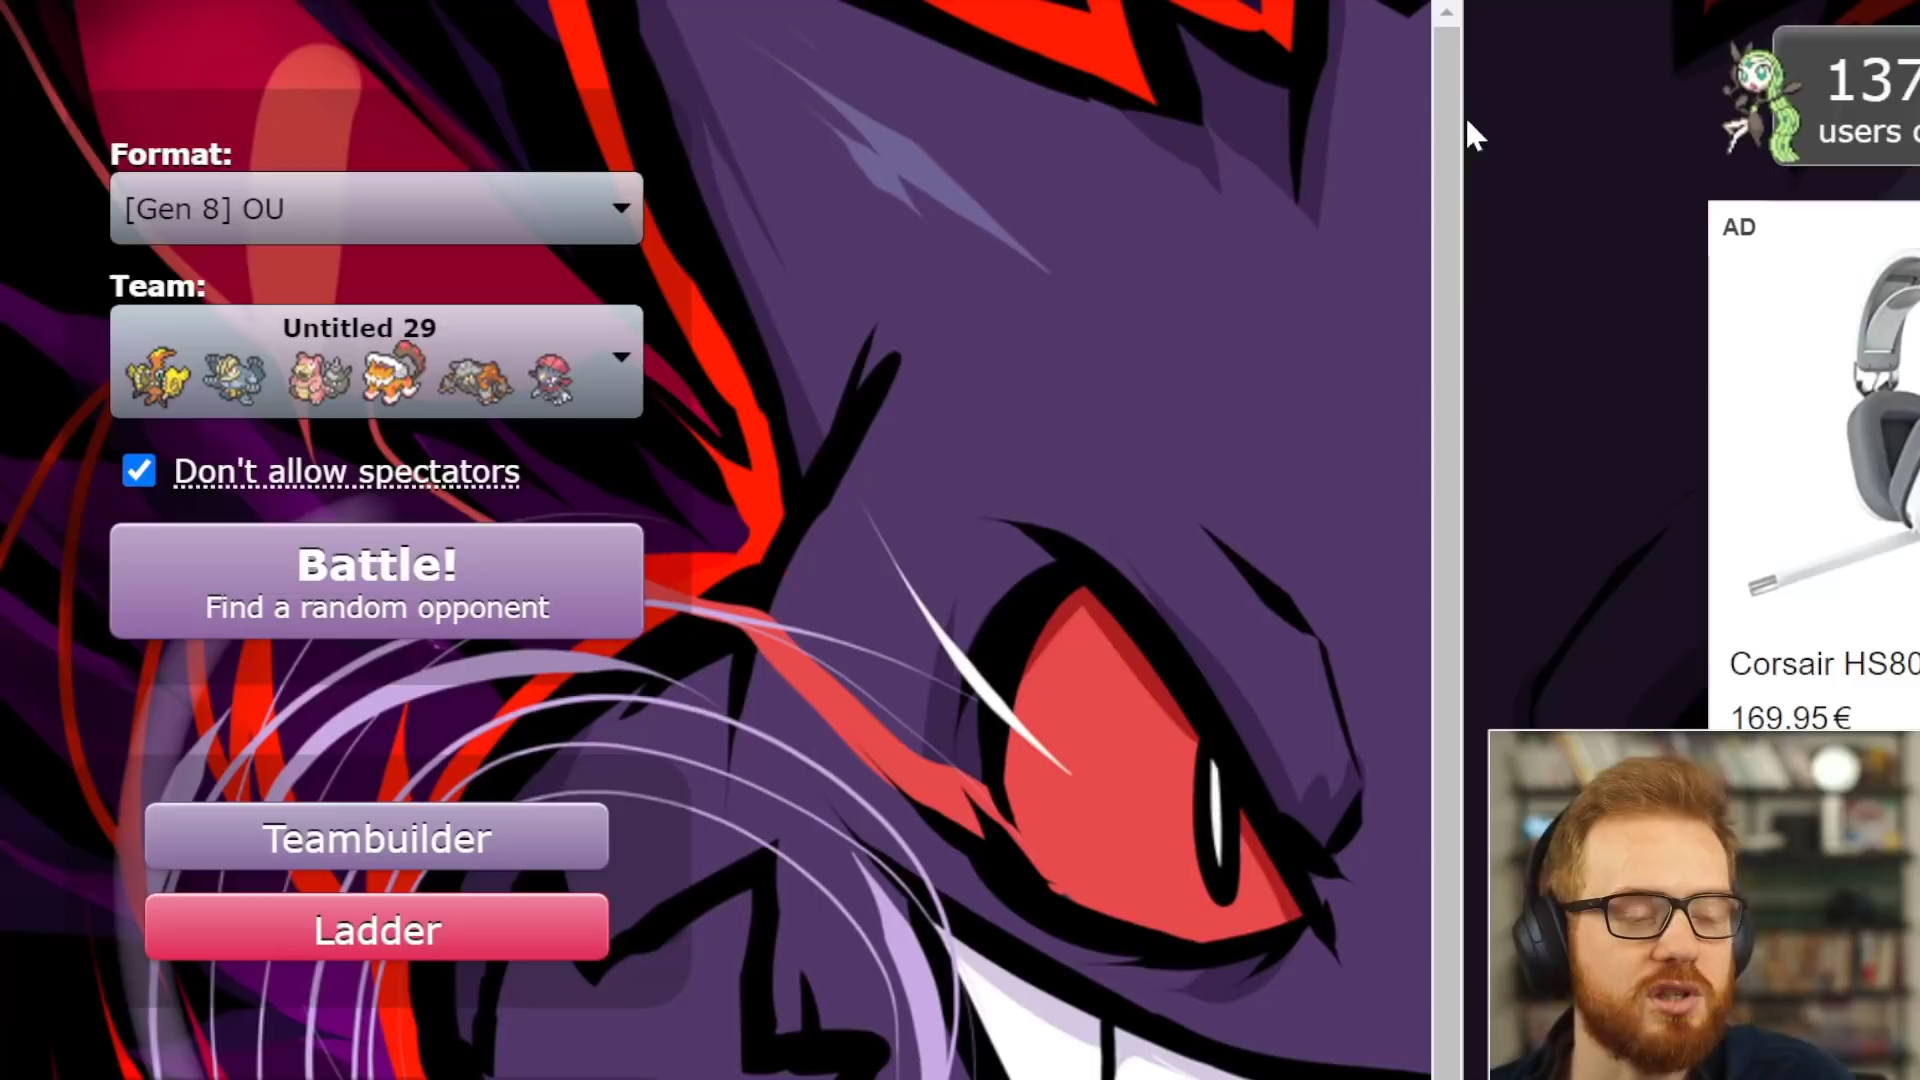 Format:
[Gen 8] OU
Team:
Untitled 29
Don't allow spectators
Battle!
Find a random opponent
Teambuilder
Ladder
137
users
AD
Corsair HS80
169.95€